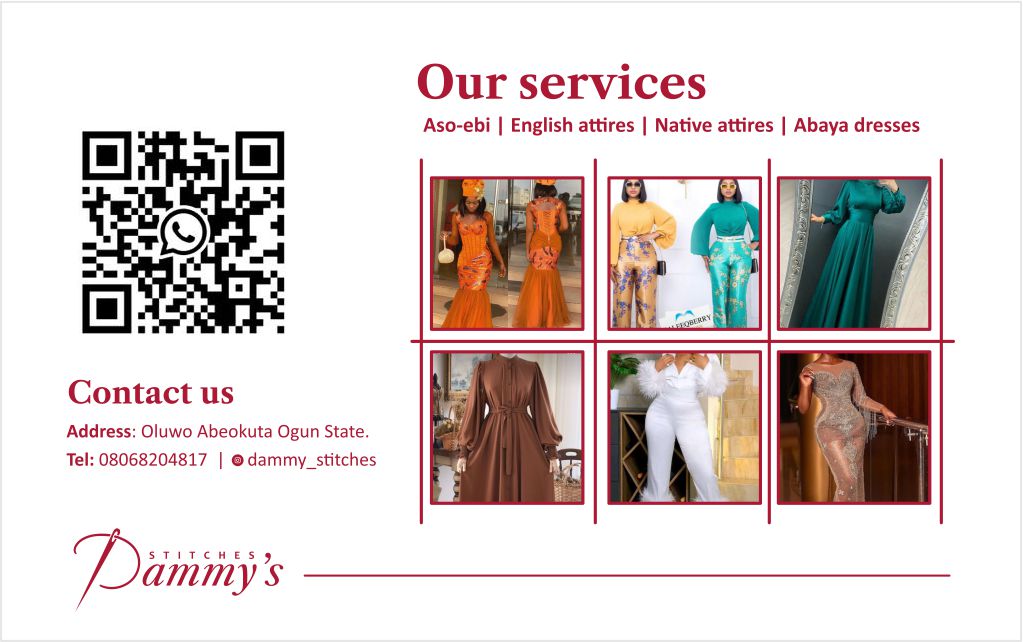 Our services
Aso-ebi | English attires | Native attires | Abaya dresses
Contact us
Address: Oluwo Abeokuta Ogun State.
Tel: 08068204817 | dammy_stitches
STITCHES
Dammy's